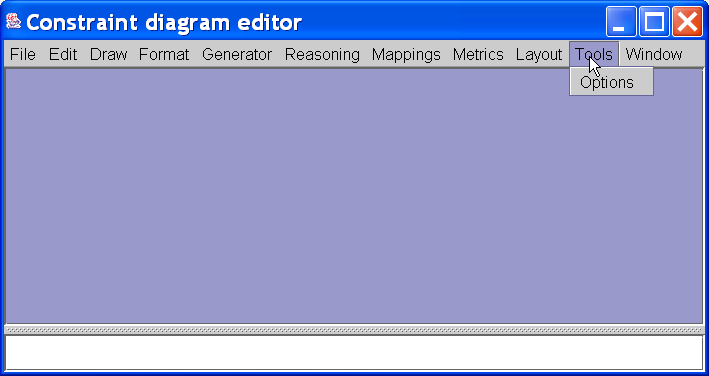 Constraint diagram editor
File Edit Draw Format Generator Reasoning Mappings Metrics Layout Tools Window
Options